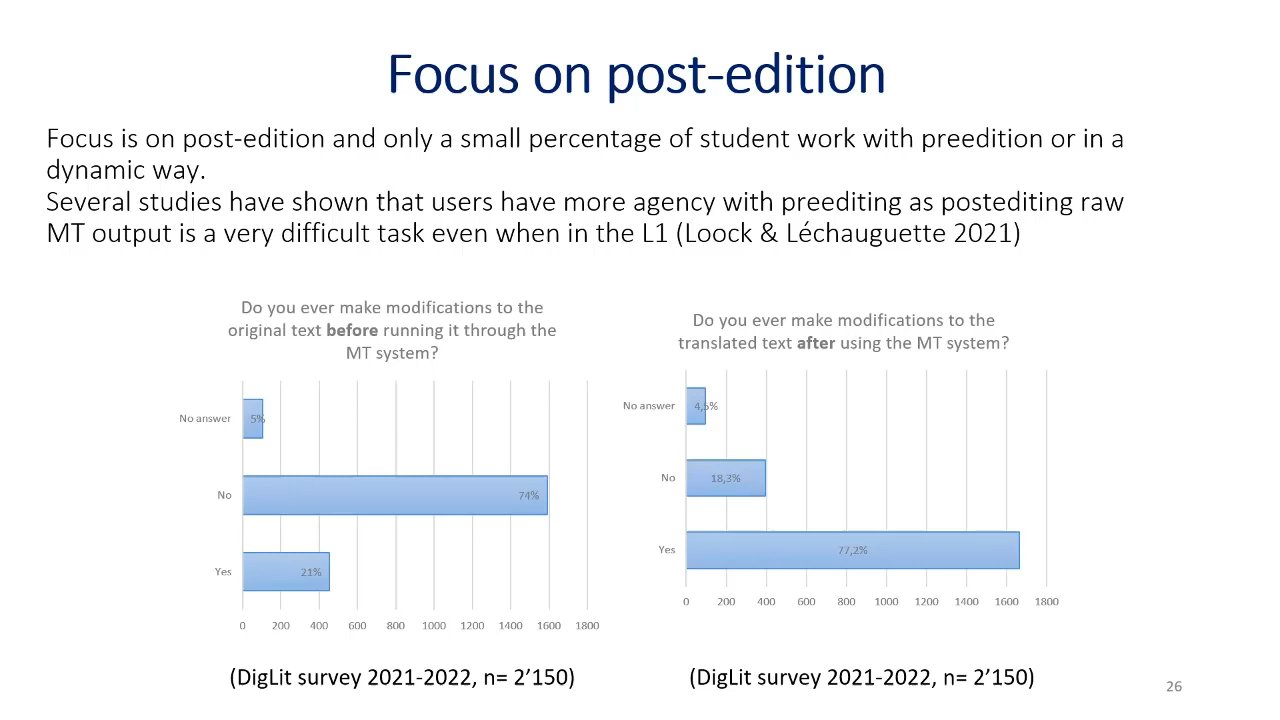 Focus on post-edition
Focus is on post-edition and only a small percentage of student work with preedition or in a
dynamic way.
Several studies have shown that users have more agency with preediting as postediting raw
MT output is a very difficult task even when in the L1 (Loock & Léchauguette 2021)
Do you ever make modifications to the
original text before running it through the
MT system?
No answer
5%
No
74%
Yes
21%
0 200 400 600 800 1000 1200 1400 1600 1800
(DigLit survey 2021-2022, n= 2’150)
Do you ever make modifications to the
translated text after using the MT system?
No answer
4,5%
No
18,3%
Yes
77,2%
0 200 400 600 800 1000 1200 1400 1600 1800
(DigLit survey 2021-2022, n= 2’150)
26